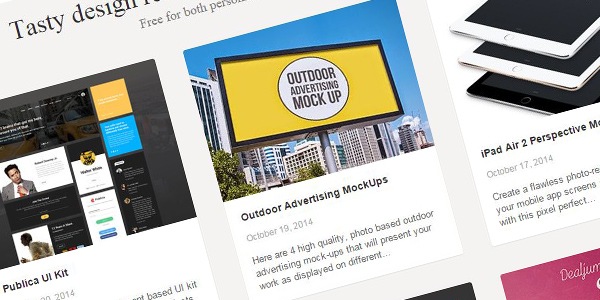 Tasty design re
Free for both person
OUTDOOR
ADVERTISING
MOCK UP
Outdoor Advertising MockUps
October 19, 2014
Here are 4 high quality, photo based outdoor
advertising mock-ups that will present your
work as displayed on different…
iPad Air 2 Perspective Mo
October 17, 2014
Create a flawless photo-re
your mobile app screens
with this pixel perfect…
Publica UI Kit
20, 2014
ent based UI kit
Dealjum